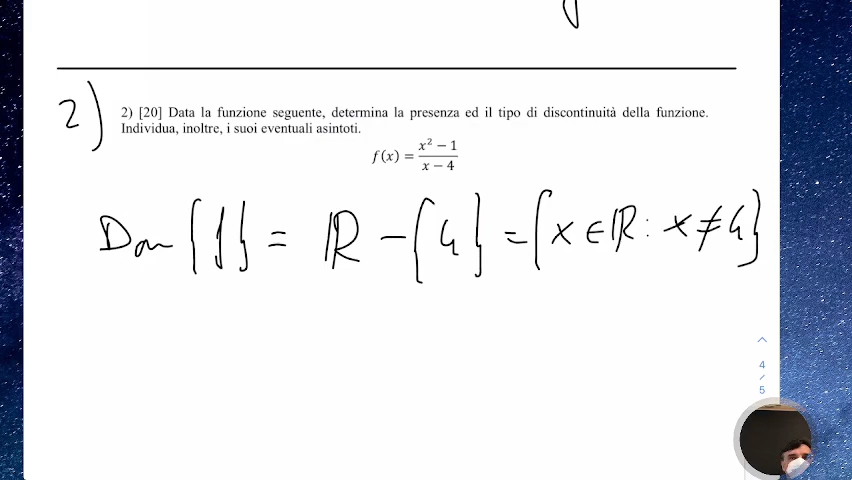 2)
2) [20] Data la funzione seguente, determina la presenza ed il tipo di discontinuità della funzione.
Individua, inoltre, i suoi eventuali asintoti.
f(x) = (x² − 1)/(x − 4)
Dom {f} = ℝ − {4} = {x ∈ ℝ : x ≠ 4}
4
/
5